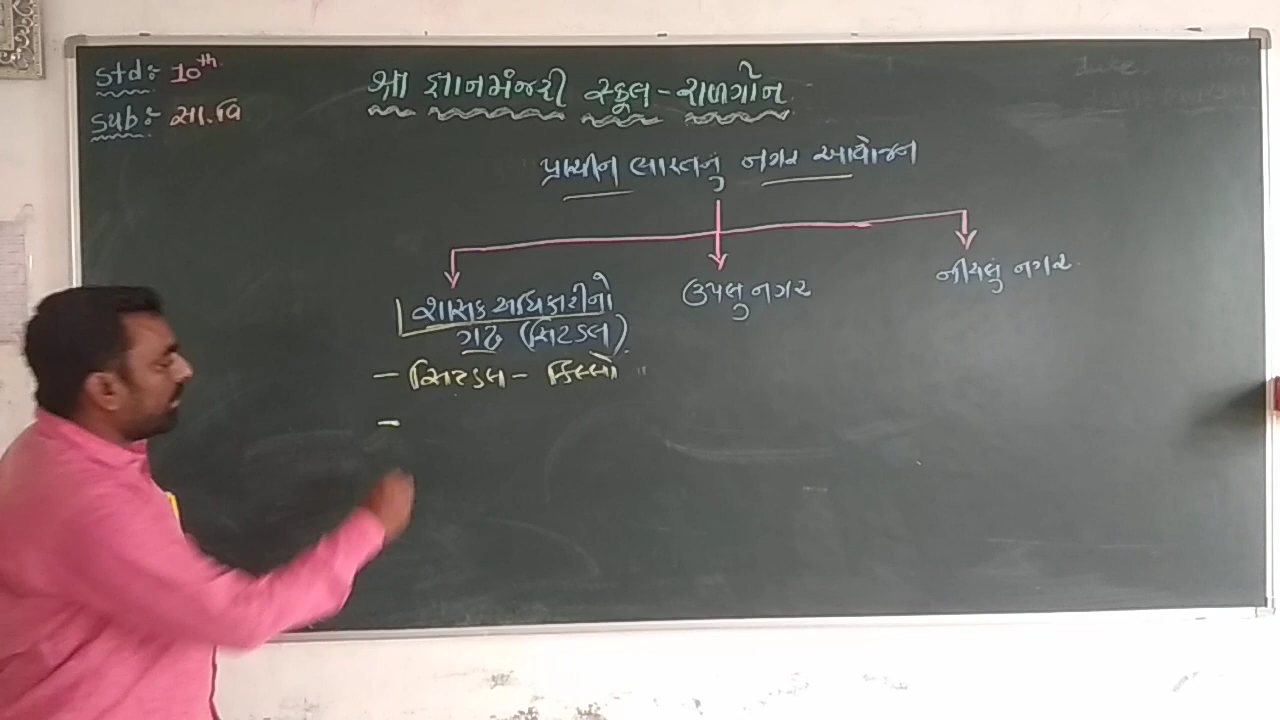 Std:- 10th
Sub:- સા.વિ
શ્રી જ્ઞાનમંજરી સ્કૂલ - રાળગોન
પ્રાચીન ભારતનું નગર આયોજન
શાસક અધિકારીનો
ગઢ (સિટડલ)
ઉપલુ નગર
નીચલું નગર
- સિટડલ - કિલ્લો
-